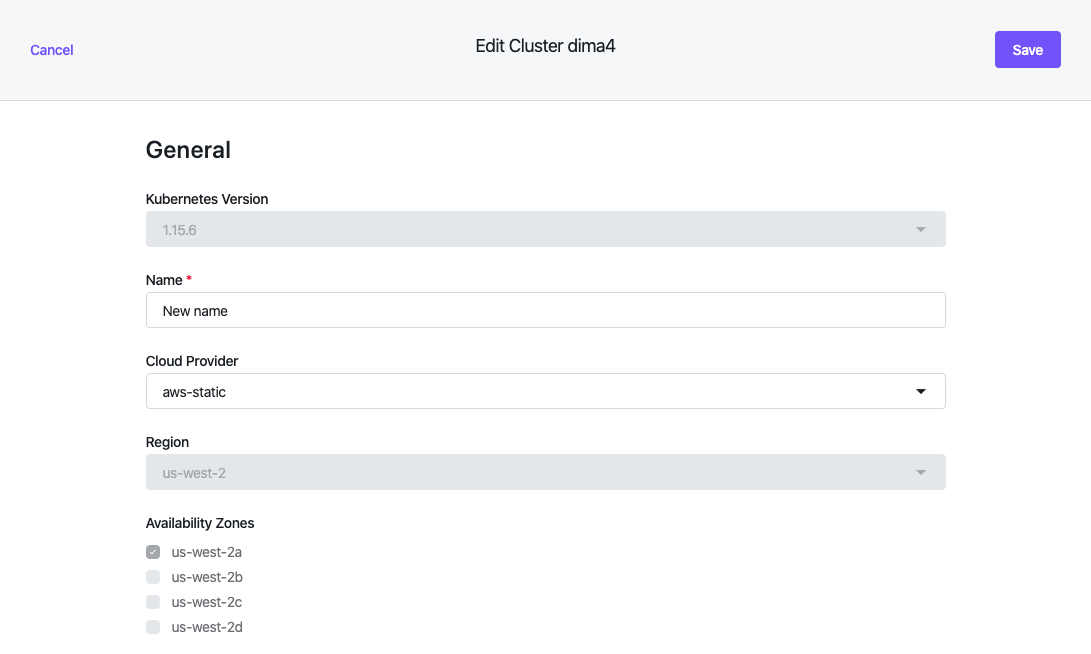 Cancel
Edit Cluster dima4
Save
General
Kubernetes Version
1.15.6
Name *
New name
Cloud Provider
aws-static
Region
us-west-2
Availability Zones
us-west-2a
us-west-2b
us-west-2c
us-west-2d